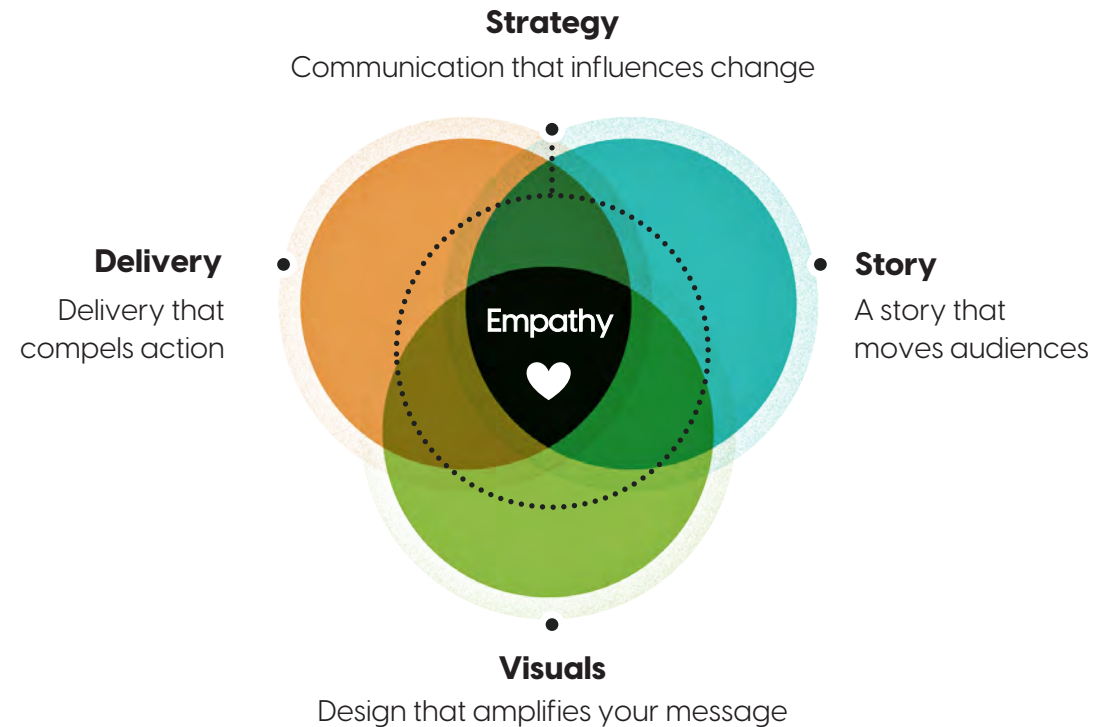 Strategy
Communication that influences change
Delivery
Delivery that
compels action
Story
A story that
moves audiences
Empathy
Visuals
Design that amplifies your message